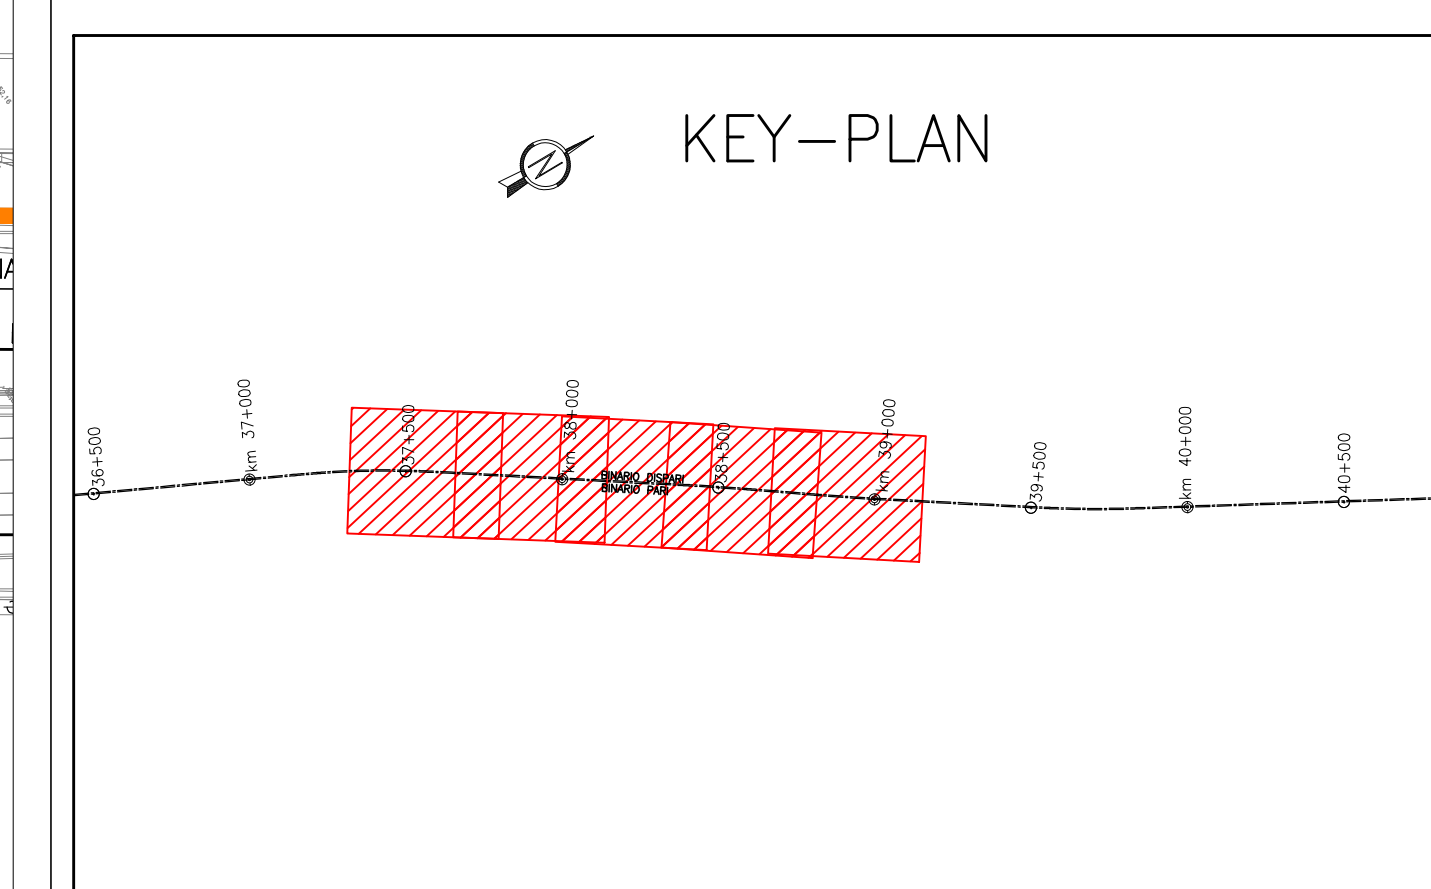 KEY-PLAN
N
36+500
km 37+000
37+500
km 38+000
BINARIO DISPARI
BINARIO PARI
38+500
km 39+000
39+500
km 40+000
40+500